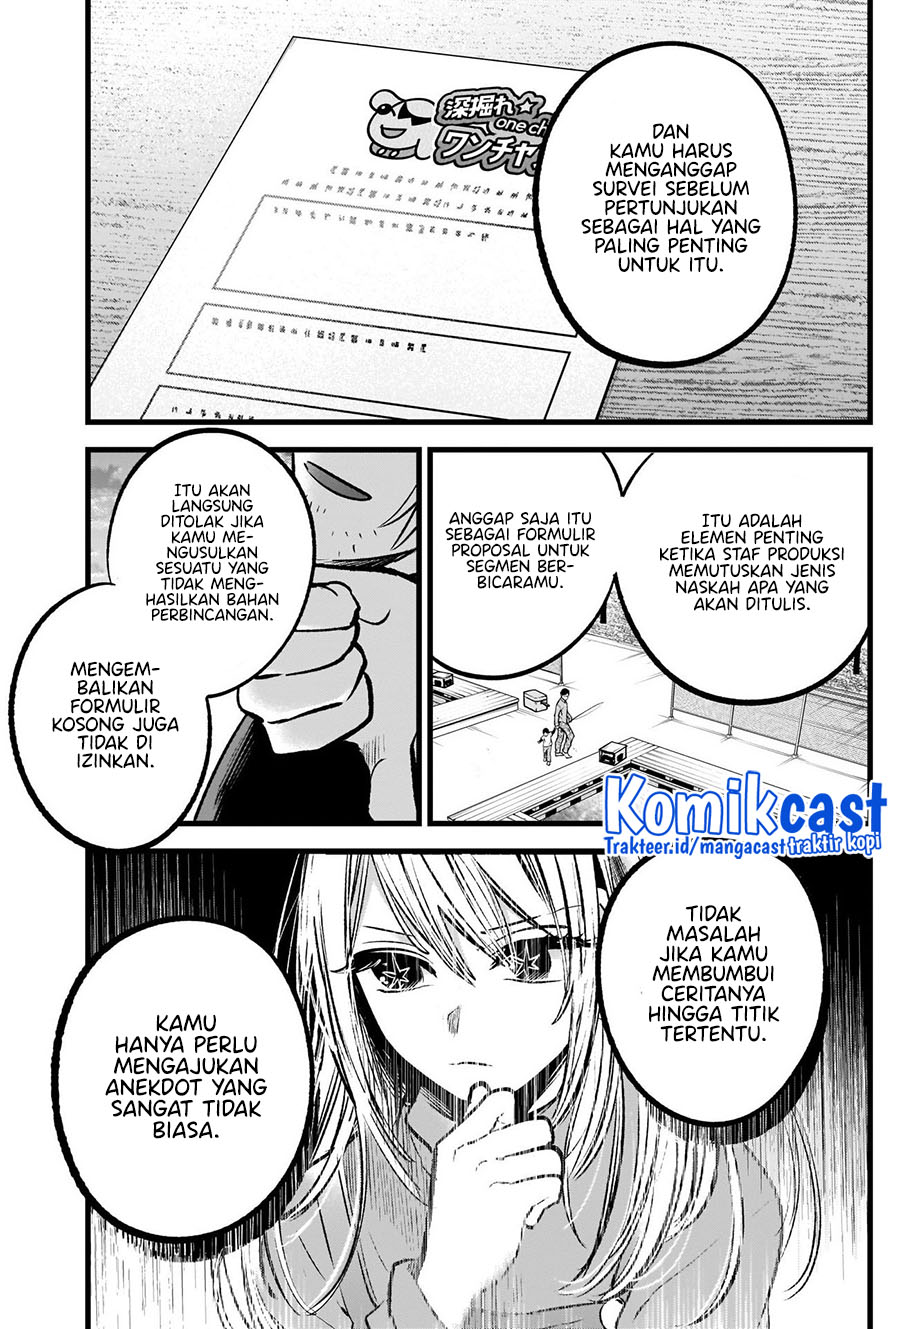 深掘れ☆
one ch
ワンチャ
DAN
KAMU HARUS
MENGANGGAP
SURVEI SEBELUM
PERTUNJUKAN
SEBAGAI HAL YANG
PALING PENTING
UNTUK ITU.
ITU ADALAH
ELEMEN PENTING
KETIKA STAF PRODUKSI
MEMUTUSKAN JENIS
NASKAH APA YANG
AKAN DITULIS.
ANGGAP SAJA ITU
SEBAGAI FORMULIR
PROPOSAL UNTUK
SEGMEN BER-
BICARAMU.
ITU AKAN
LANGSUNG
DITOLAK JIKA
KAMU ME-
NGUSULKAN
SESUATU YANG
TIDAK MENG-
HASILKAN BAHAN
PERBINCANGAN.
MENGEM-
BALIKAN
FORMULIR
KOSONG JUGA
TIDAK DI
IZINKAN.
Komikcast
Trakteer.id/mangacast traktir kopi
TIDAK
MASALAH
JIKA KAMU
MEMBUMBUI
CERITANYA
HINGGA TITIK
TERTENTU.
KAMU
HANYA PERLU
MENGAJUKAN
ANEKDOT YANG
SANGAT TIDAK
BIASA.